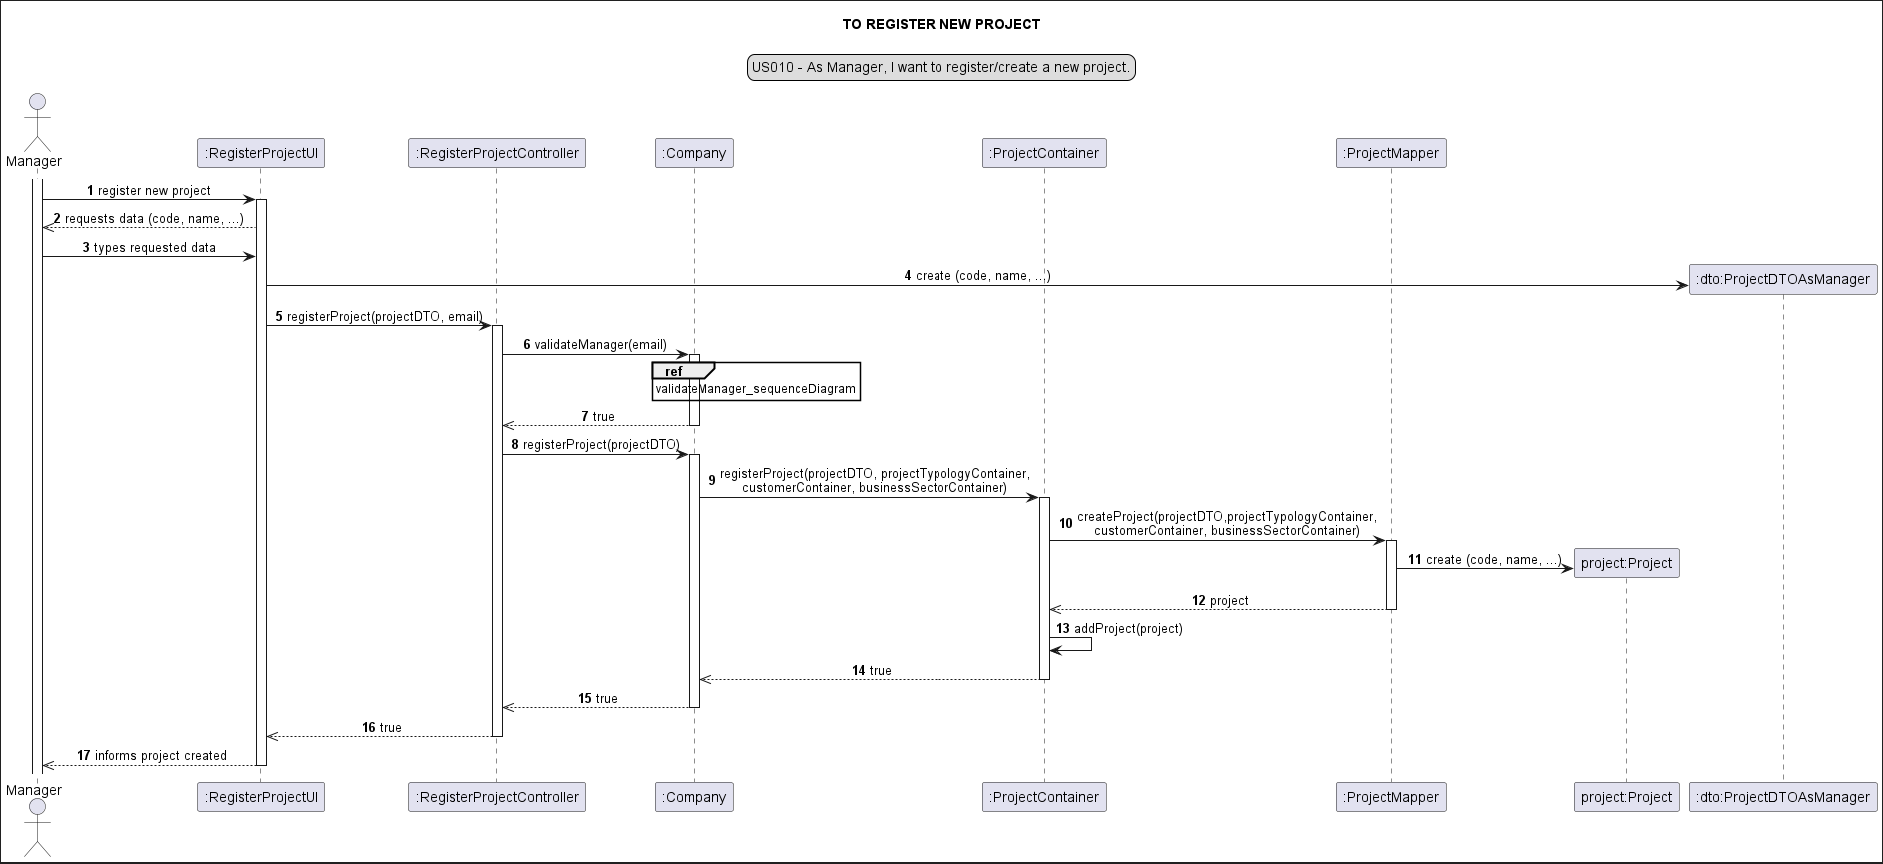 TO REGISTER NEW PROJECT
US010 - As Manager, I want to register/create a new project.
Manager
:RegisterProjectUI
:RegisterProjectController
:Company
:ProjectContainer
:ProjectMapper
1 register new project
2 requests data (code, name, ...)
3 types requested data
4 create (code, name, ...)
:dto:ProjectDTOAsManager
5 registerProject(projectDTO, email)
6 validateManager(email)
ref
validateManager_sequenceDiagram
7 true
8 registerProject(projectDTO)
9 registerProject(projectDTO, projectTypologyContainer,
customerContainer, businessSectorContainer)
10 createProject(projectDTO,projectTypologyContainer,
customerContainer, businessSectorContainer)
11 create (code, name, ...)
project:Project
12 project
13 addProject(project)
14 true
15 true
16 true
17 informs project created
Manager
:RegisterProjectUI
:RegisterProjectController
:Company
:ProjectContainer
:ProjectMapper
project:Project
:dto:ProjectDTOAsManager